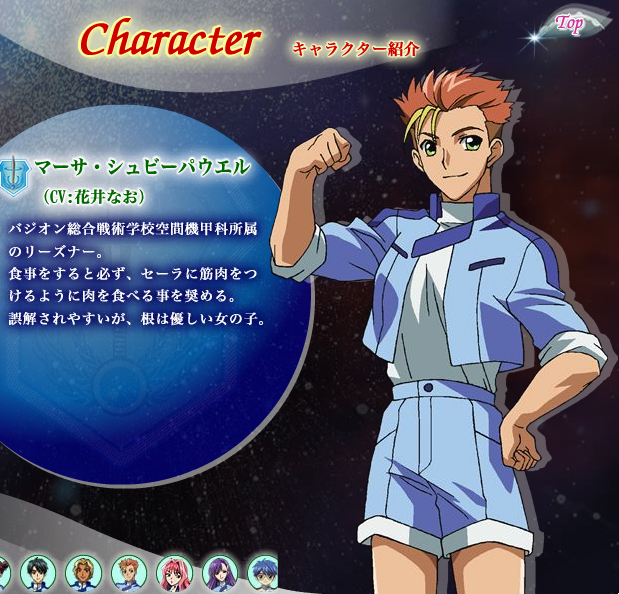 Character
キャラクター紹介
Top
マーサ・シュビーパウエル
(CV:花井なお)
パジオン総合戦術学校空間機甲科所属
のリーズナー。
食事をすると必ず、セーラに筋肉をつ
けるように肉を食べる事を奨める。
誤解されやすいが、根は優しい女の子。